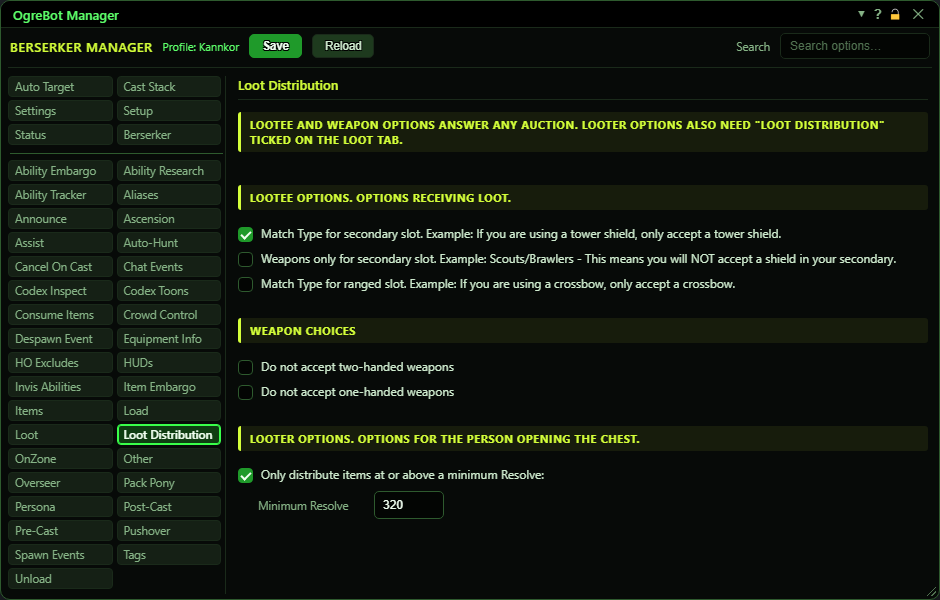 OgreBot Manager
▼ ?
BERSERKER MANAGER Profile: Kannkor Save Reload Search Search options...
Auto Target Cast Stack
Settings Setup
Status Berserker
Ability Embargo Ability Research
Ability Tracker Aliases
Announce Ascension
Assist Auto-Hunt
Cancel On Cast Chat Events
Codex Inspect Codex Toons
Consume Items Crowd Control
Despawn Event Equipment Info
HO Excludes HUDs
Invis Abilities Item Embargo
Items Load
Loot Loot Distribution
OnZone Other
Overseer Pack Pony
Persona Post-Cast
Pre-Cast Pushover
Spawn Events Tags
Unload
Loot Distribution
LOOTEE AND WEAPON OPTIONS ANSWER ANY AUCTION. LOOTER OPTIONS ALSO NEED "LOOT DISTRIBUTION"
TICKED ON THE LOOT TAB.
LOOTEE OPTIONS. OPTIONS RECEIVING LOOT.
Match Type for secondary slot. Example: If you are using a tower shield, only accept a tower shield.
Weapons only for secondary slot. Example: Scouts/Brawlers - This means you will NOT accept a shield in your secondary.
Match Type for ranged slot. Example: If you are using a crossbow, only accept a crossbow.
WEAPON CHOICES
Do not accept two-handed weapons
Do not accept one-handed weapons
LOOTER OPTIONS. OPTIONS FOR THE PERSON OPENING THE CHEST.
Only distribute items at or above a minimum Resolve:
Minimum Resolve 320